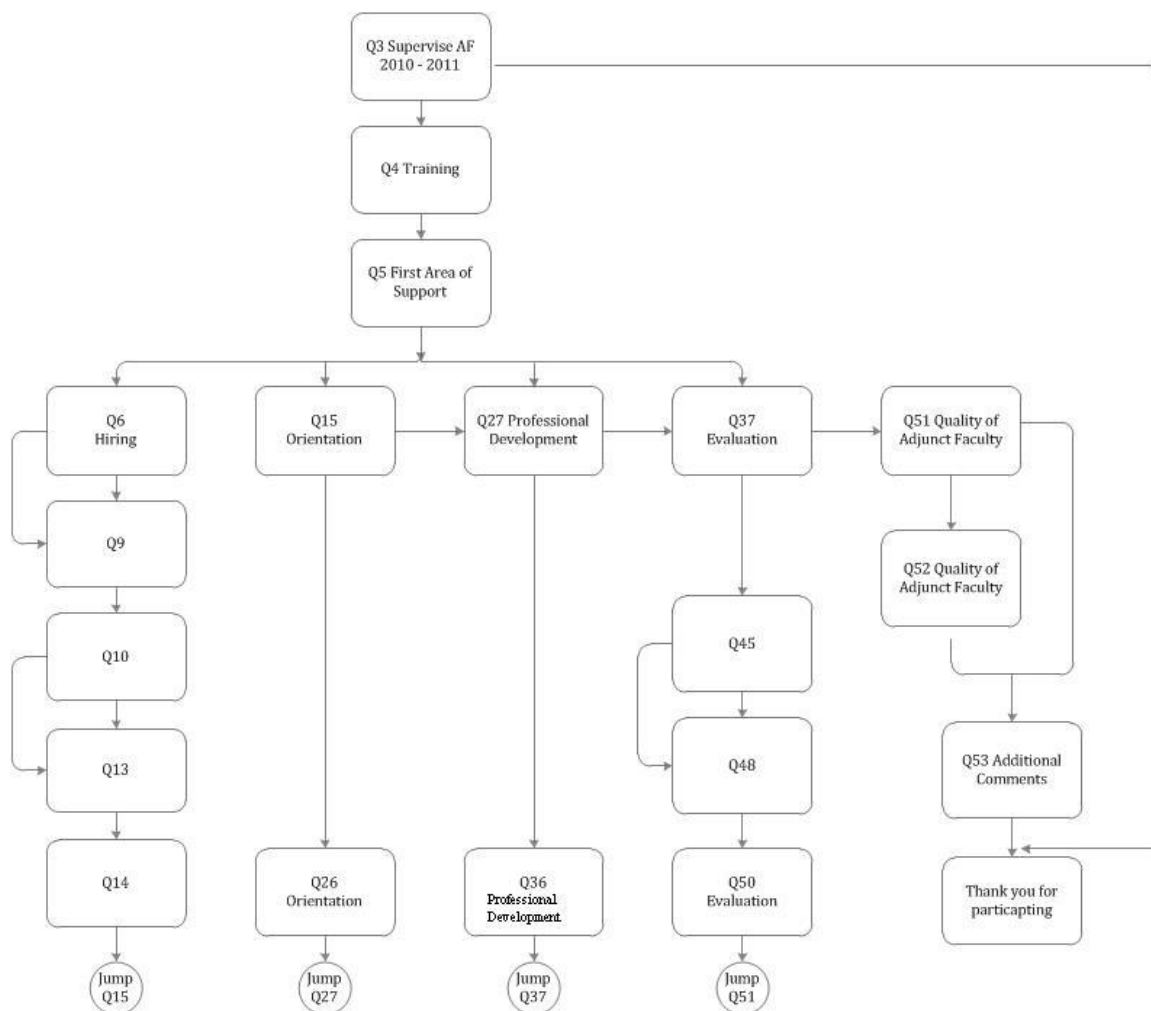 Q3 Supervise AF
2010 - 2011
Q4 Training
Q5 First Area of
Support
Q6
Hiring
Q15
Orientation
Q27 Professional
Development
Q37
Evaluation
Q51 Quality of
Adjunct Faculty
Q9
Q52 Quality of
Adjunct Faculty
Q10
Q45
Q13
Q48
Q53 Additional
Comments
Q14
Q26
Orientation
Q36
Professional
Development
Q50
Evaluation
Thank you for
particapting
Jump
Q15
Jump
Q27
Jump
Q37
Jump
Q51